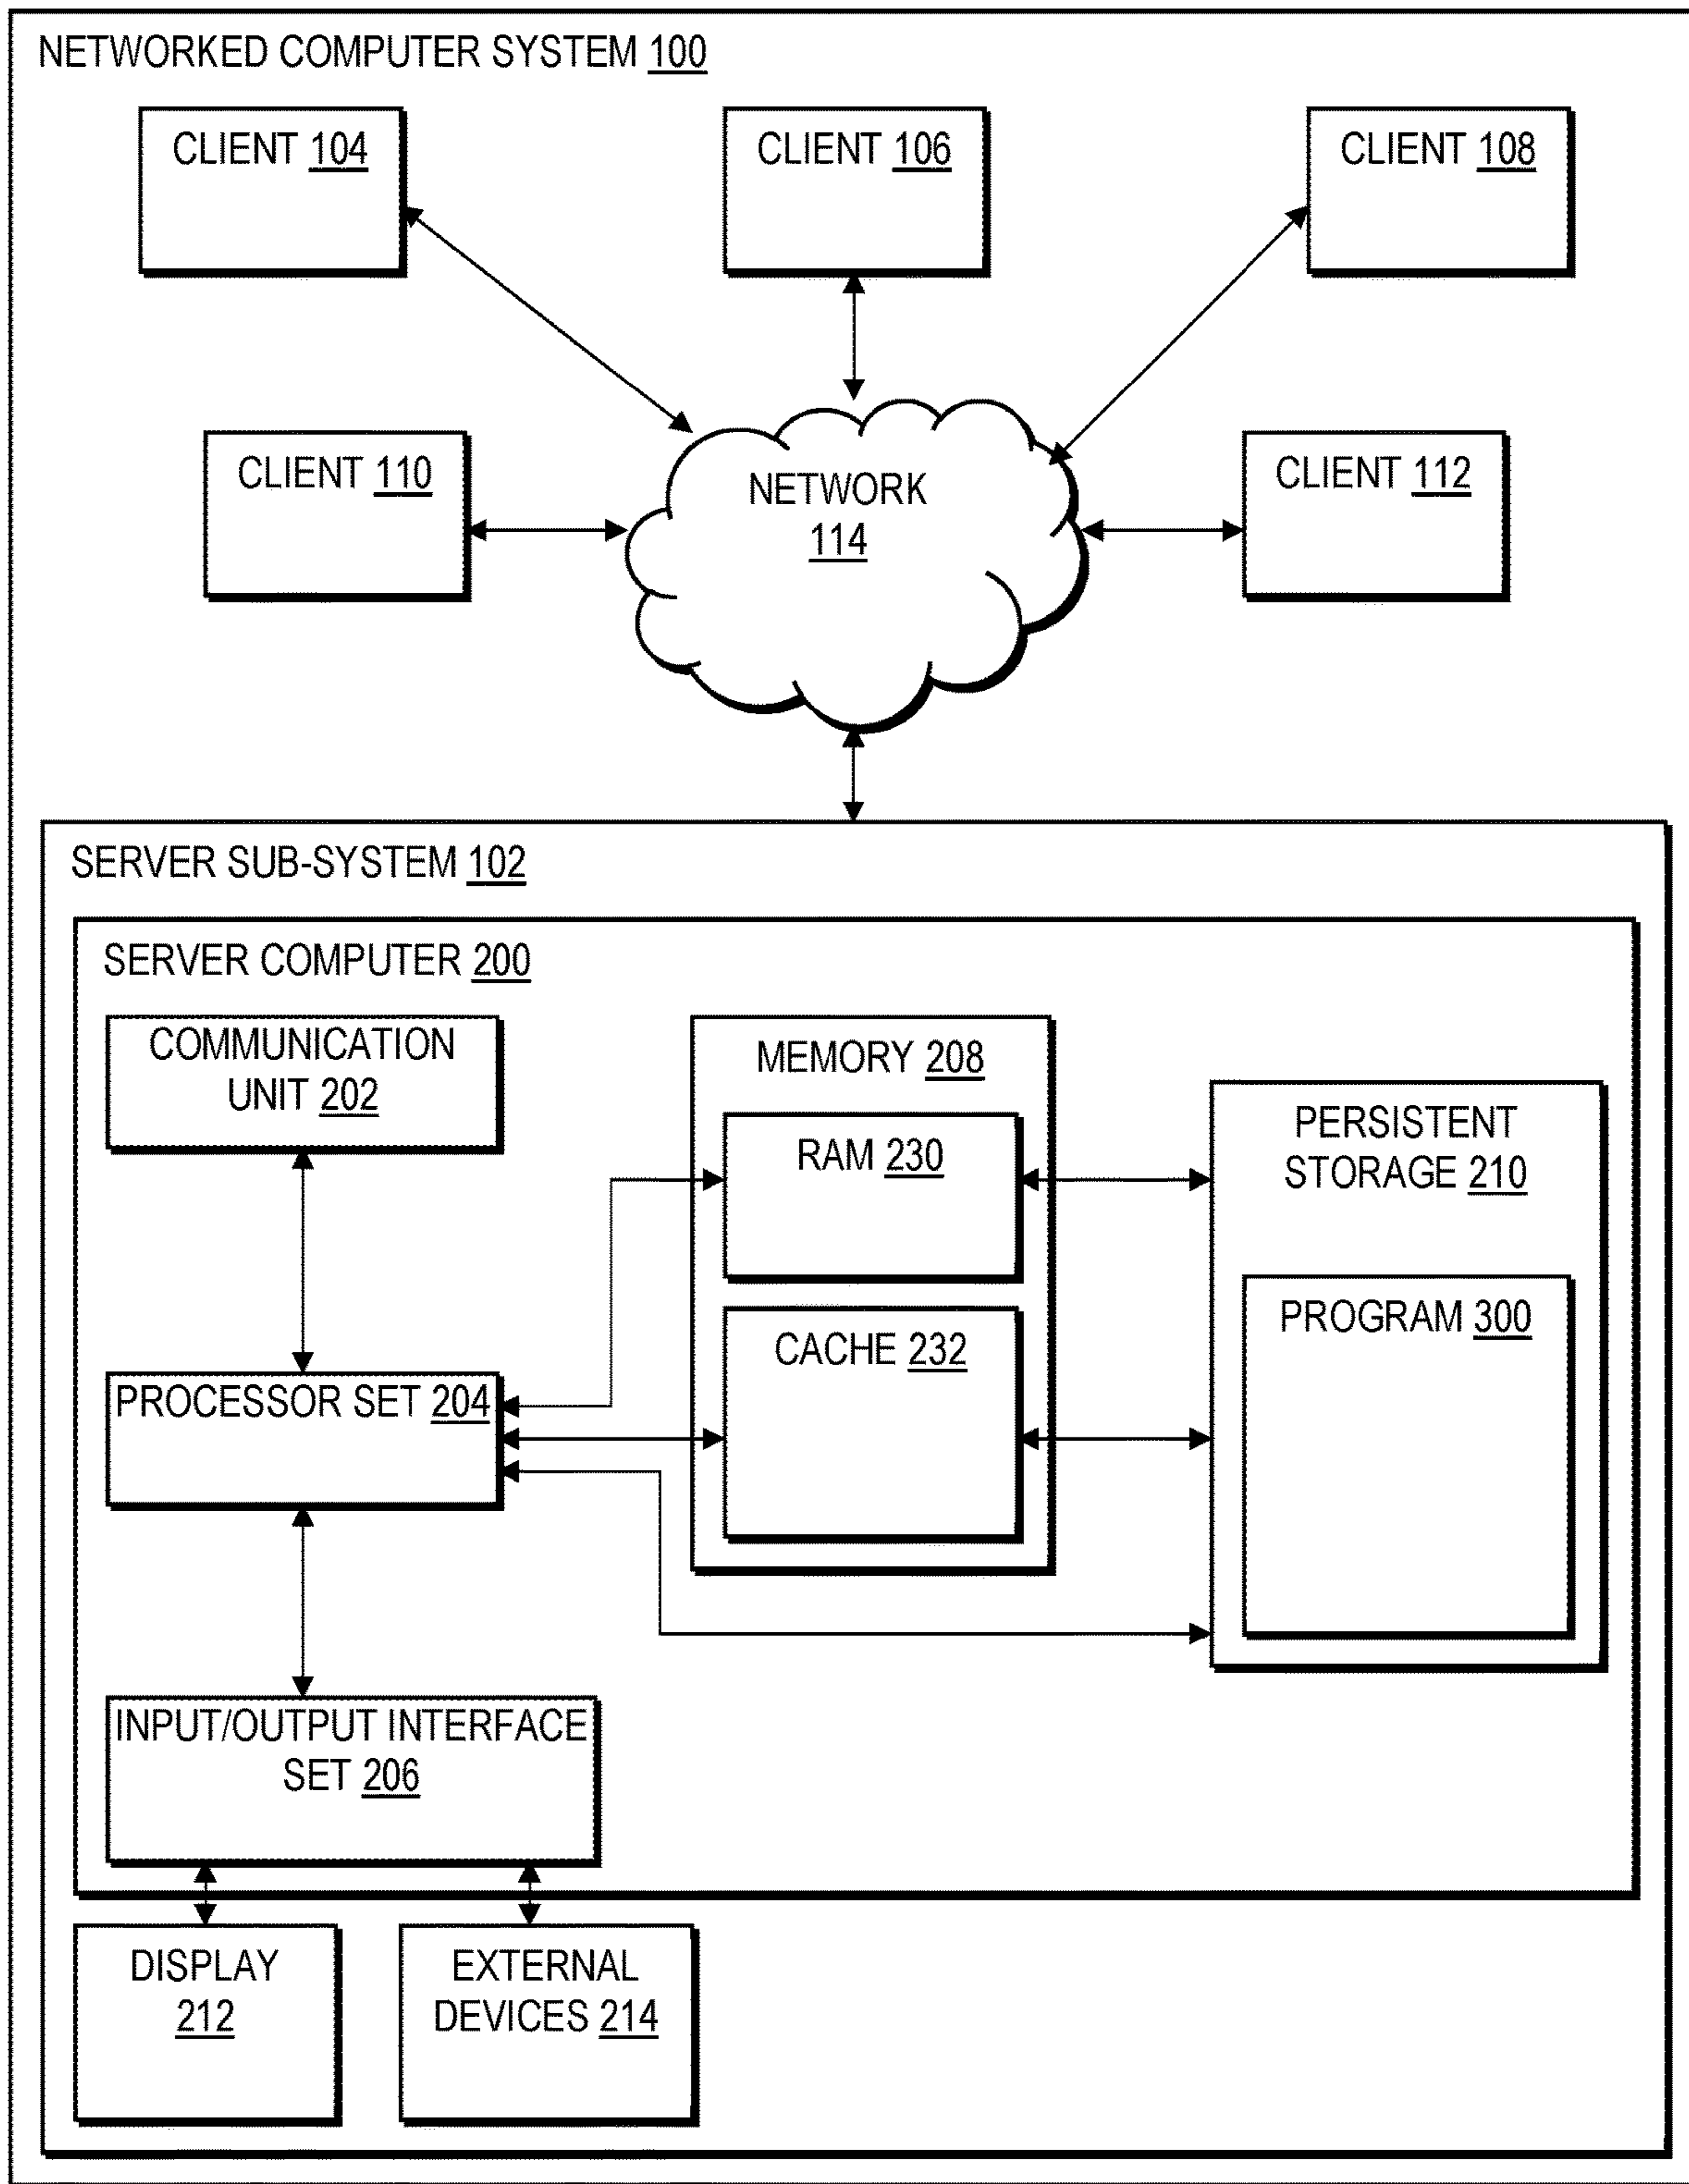 NETWORKED COMPUTER SYSTEM 100
CLIENT 104
CLIENT 106
CLIENT 108
CLIENT 110
NETWORK
114
CLIENT 112
SERVER SUB-SYSTEM 102
SERVER COMPUTER 200
COMMUNICATION
UNIT 202
MEMORY 208
RAM 230
PERSISTENT
STORAGE 210
CACHE 232
PROGRAM 300
PROCESSOR SET 204
INPUT/OUTPUT INTERFACE
SET 206
DISPLAY
212
EXTERNAL
DEVICES 214